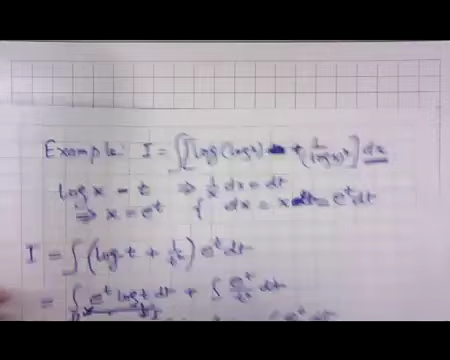 Example: I = ∫[log(log x) + 1/(log x)²] dx
log x = t ⇒ 1/x dx = dt
⇒ x = e^t { dx = x dt = e^t dt
I = ∫(log t + 1/t²) e^t dt
= ∫ e^t log t dt + ∫ e^t/t² dt